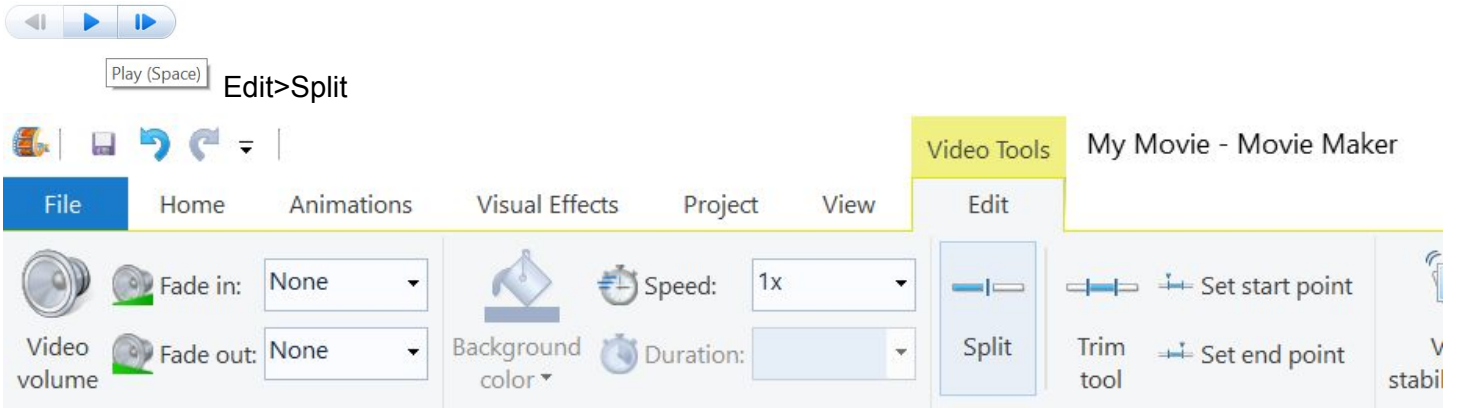 Play (Space)
Edit>Split
Video Tools My Movie - Movie Maker
File Home Animations Visual Effects Project View Edit
Fade in: None Speed: 1x Set start point
Video volume Fade out: None Background color Duration: Split Trim tool Set end point